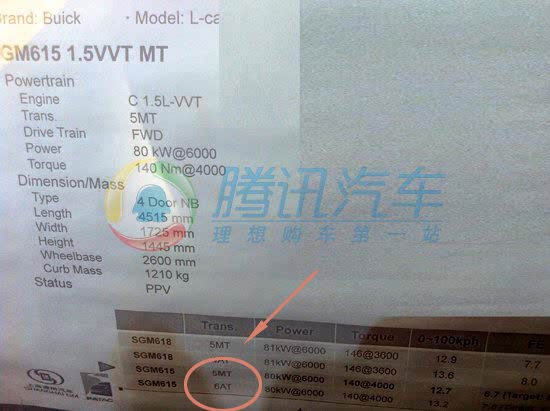 Brand: Buick • Model: L-ca
SGM615 1.5VVT MT
Powertrain
Engine C 1.5L-VVT
Trans. 5MT
Drive Train FWD
Power 80 kW@6000
Torque 140 Nm@4000
Dimension/Mass
Type 4 Door NB
Length 4515 mm
Width 1725 mm
Height 1445 mm
Wheelbase 2600 mm
Curb Mass 1210 kg
Status PPV
腾讯汽车
理想购车第一站
Trans. Power Torque 0~100kph FE
SGM618 5MT 81kW@6000 146@3600 12.9 7.7
SGM618 4AT 81kW@6000 146@3600 13.6 8.0
SGM615 5MT 80kW@6000 140@4000 12.7 6.7 (Target:
SGM615 6AT 80kW@6000 140@4000 13.2
PATAC